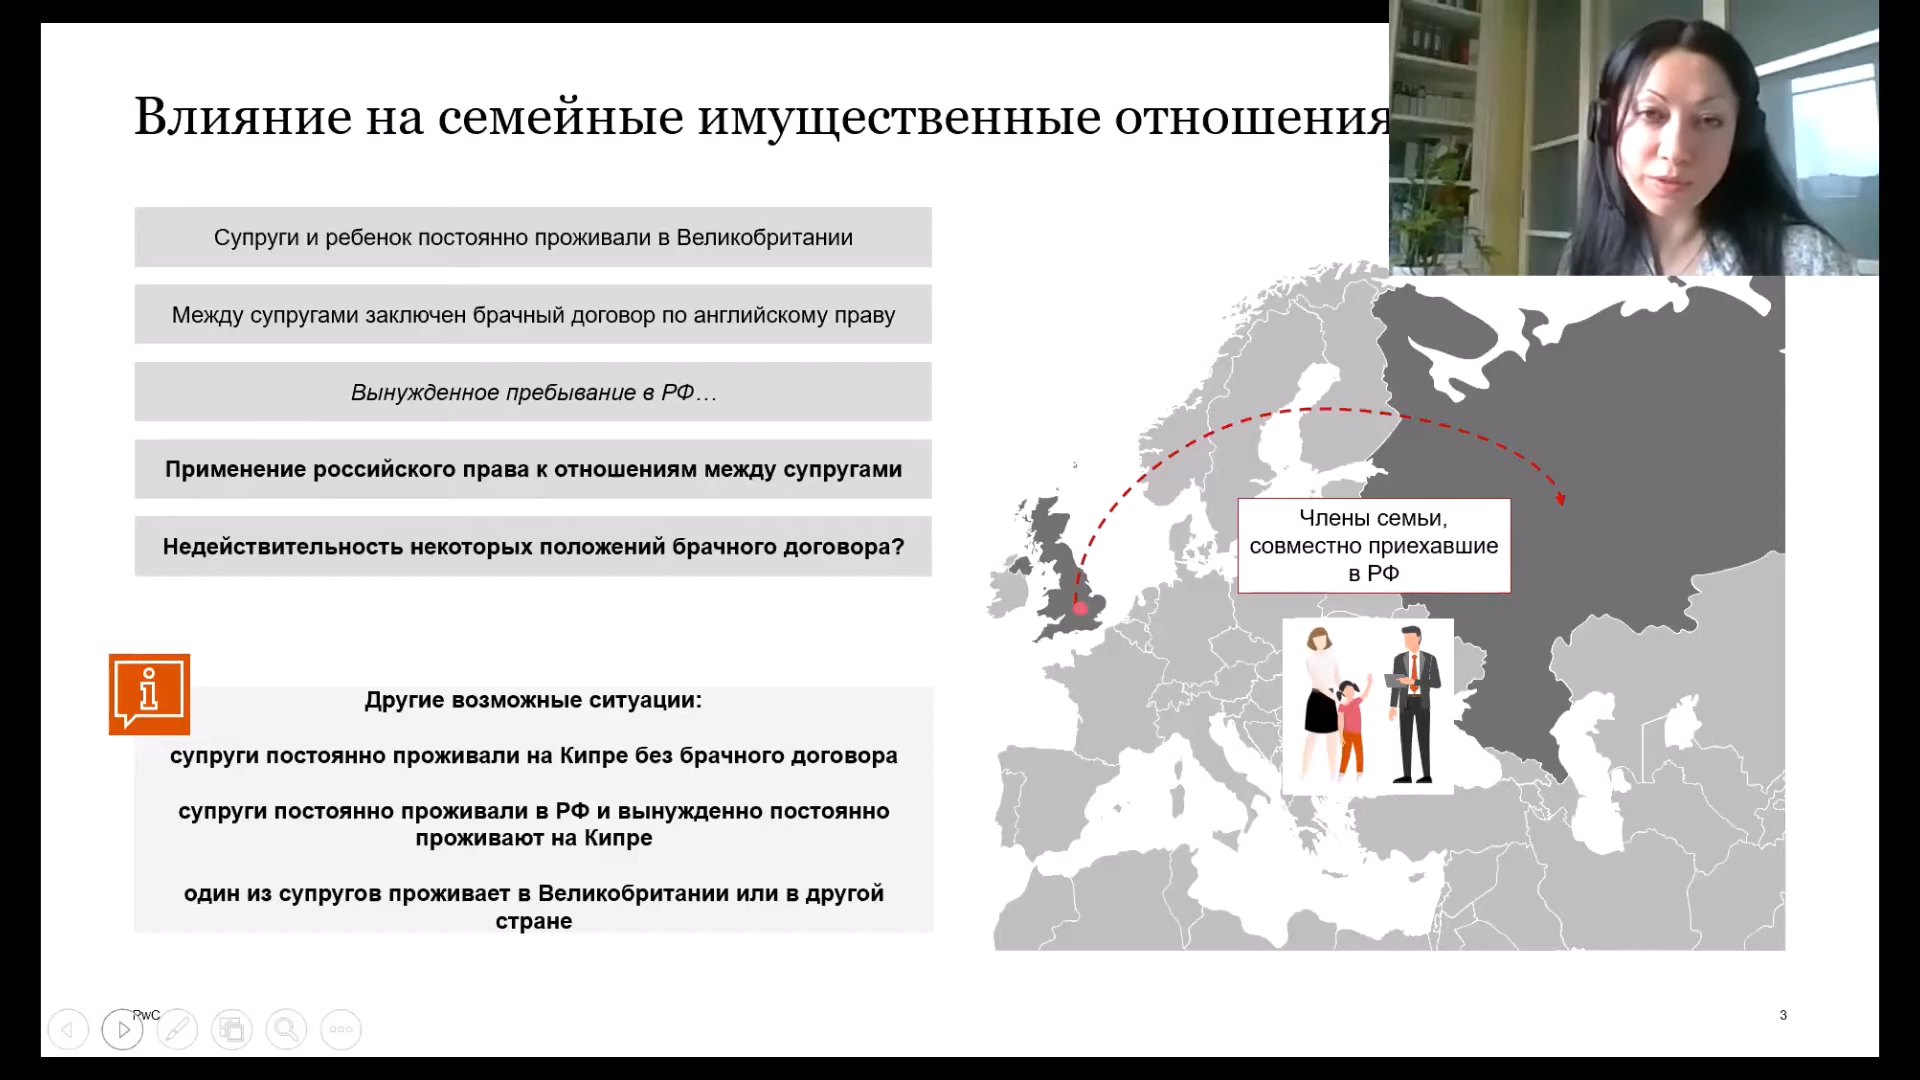 Влияние на семейные имущественные отношения
Супруги и ребенок постоянно проживали в Великобритании
Между супругами заключен брачный договор по английскому праву
Вынужденное пребывание в РФ…
Применение российского права к отношениям между супругами
Недействительность некоторых положений брачного договора?
Члены семьи,
совместно приехавшие
в РФ
Другие возможные ситуации:
супруги постоянно проживали на Кипре без брачного договора
супруги постоянно проживали в РФ и вынужденно постоянно
проживают на Кипре
один из супругов проживает в Великобритании или в другой
стране
PwC
3